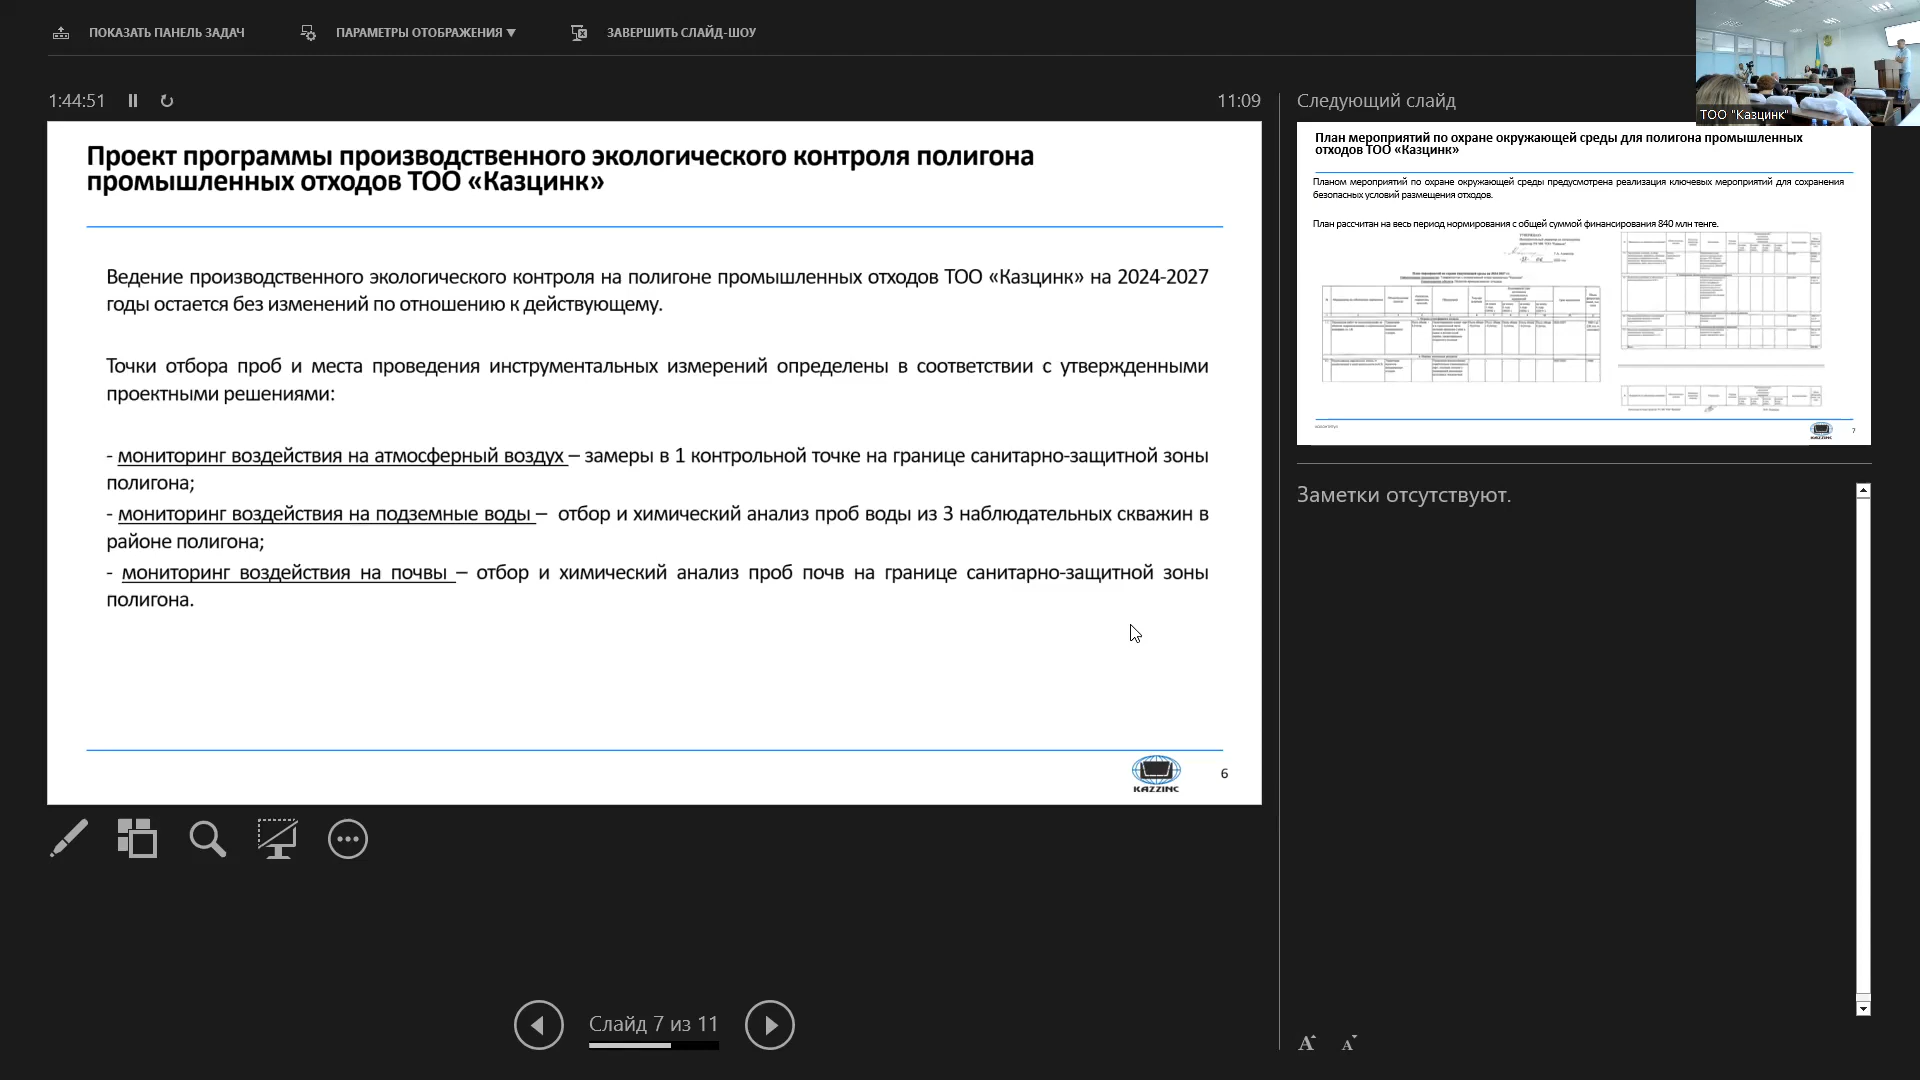 ПОКАЗАТЬ ПАНЕЛЬ ЗАДАЧ
ПАРАМЕТРЫ ОТОБРАЖЕНИЯ ▼
ЗАВЕРШИТЬ СЛАЙД-ШОУ
1:44:51
11:09
Проект программы производственного экологического контроля полигона
промышленных отходов ТОО «Казцинк»
Ведение производственного экологического контроля на полигоне промышленных отходов ТОО «Казцинк» на 2024-2027
годы остается без изменений по отношению к действующему.
Точки отбора проб и места проведения инструментальных измерений определены в соответствии с утвержденными
проектными решениями:
- мониторинг воздействия на атмосферный воздух – замеры в 1 контрольной точке на границе санитарно-защитной зоны
полигона;
- мониторинг воздействия на подземные воды – отбор и химический анализ проб воды из 3 наблюдательных скважин в
районе полигона;
- мониторинг воздействия на почвы – отбор и химический анализ проб почв на границе санитарно-защитной зоны
полигона.
KAZZINC
6
Слайд 7 из 11
Следующий слайд
ТОО "Казцинк"
План мероприятий по охране окружающей среды для полигона промышленных
отходов ТОО «Казцинк»
Планом мероприятий по охране окружающей среды предусмотрена реализация ключевых мероприятий для сохранения
безопасных условий размещения отходов.
План рассчитан на весь период нормирования с общей суммой финансирования 840 млн тенге.
KAZZINC
7
Заметки отсутствуют.
A A